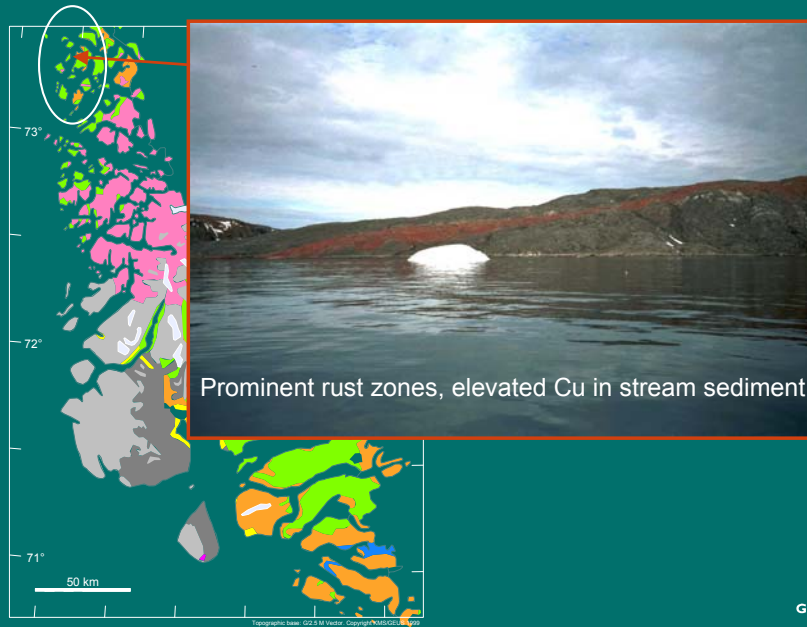 73°
72°
Prominent rust zones, elevated Cu in stream sediment
71°
50 km
G
Topographic base: G/2.5 M Vector. Copyright KMS/GEUS 1999